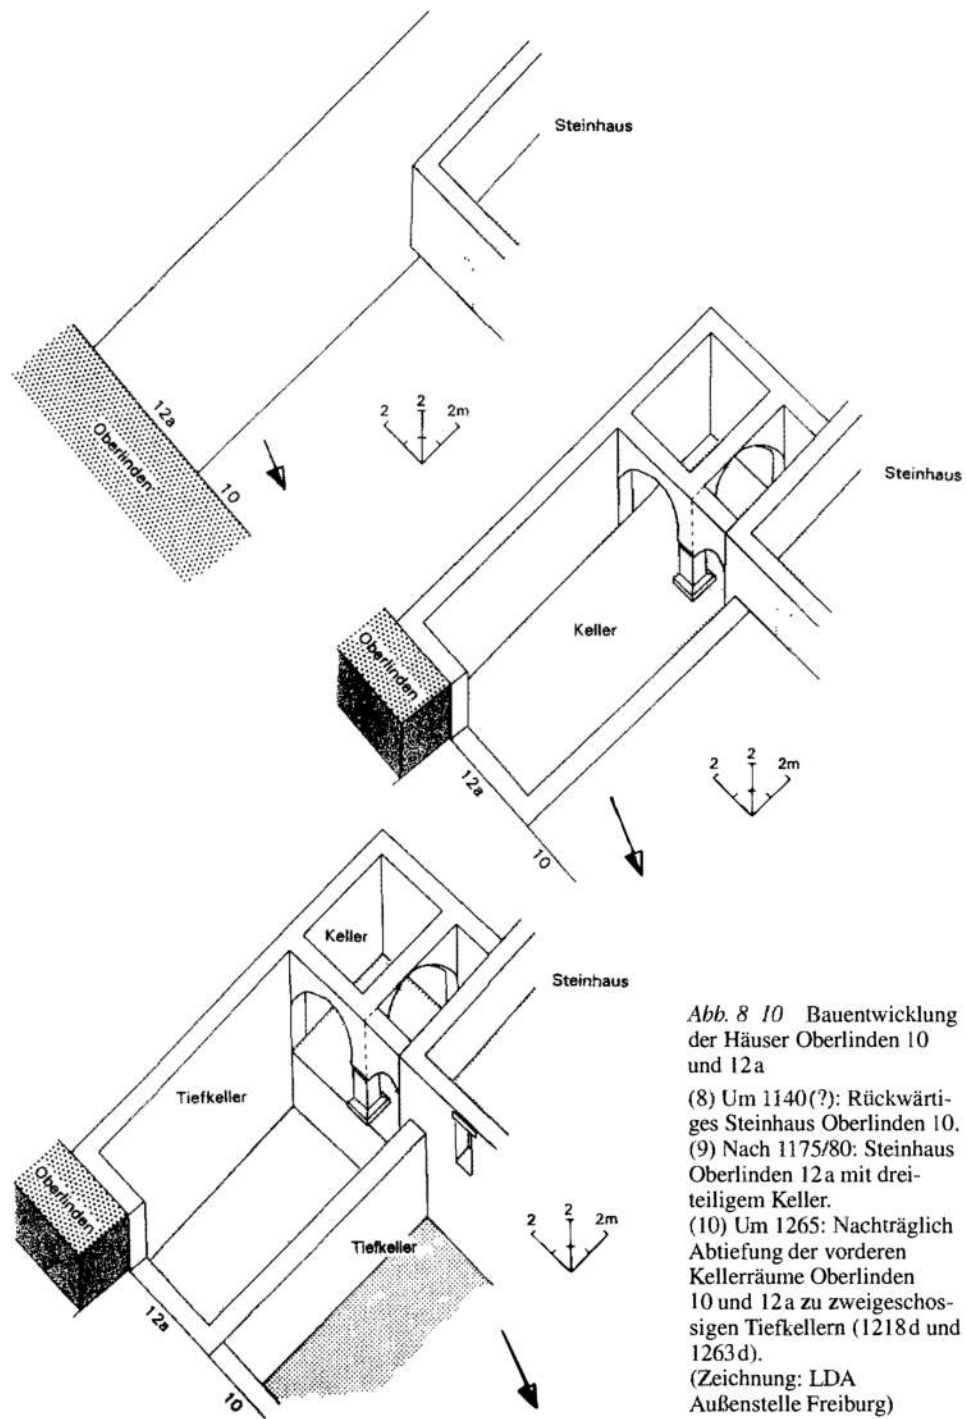 Steinhaus
12a
Oberlinden
10
2 2 2m
Steinhaus
Keller
Oberlinden
12a
10
2 2 2m
Keller
Steinhaus
Tiefkeller
Oberlinden
Tiefkeller
12a
10
2 2 2m
Abb. 8 10 Bauentwicklung
der Häuser Oberlinden 10
und 12a
(8) Um 1140(?): Rückwärti-
ges Steinhaus Oberlinden 10.
(9) Nach 1175/80: Steinhaus
Oberlinden 12a mit drei-
teiligem Keller.
(10) Um 1265: Nachträglich
Abtiefung der vorderen
Kellerräume Oberlinden
10 und 12a zu zweigeschos-
sigen Tiefkellern (1218d und
1263d).
(Zeichnung: LDA
Außenstelle Freiburg)